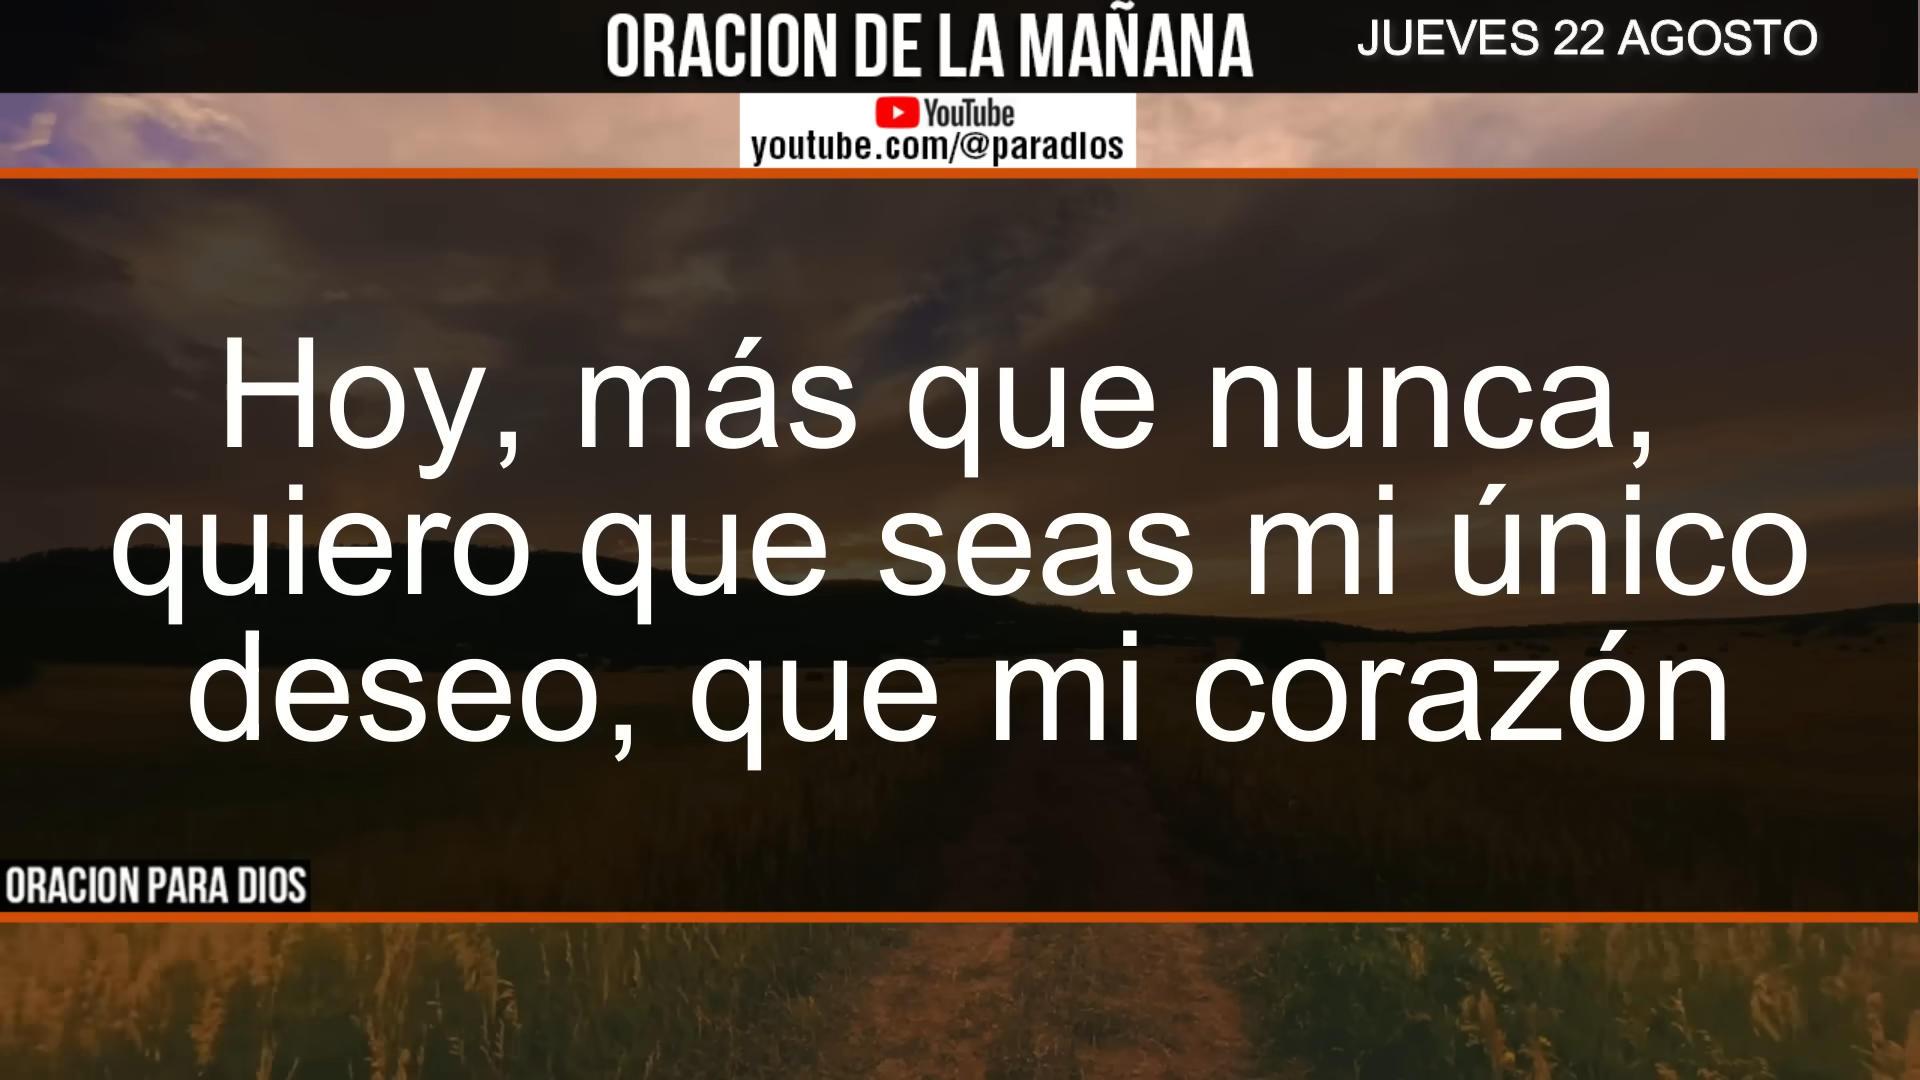 ORACION DE LA MAÑANA
JUEVES 22 AGOSTO
YouTube
youtube.com/@paradIos
Hoy, más que nunca,
quiero que seas mi único
deseo, que mi corazón
ORACION PARA DIOS